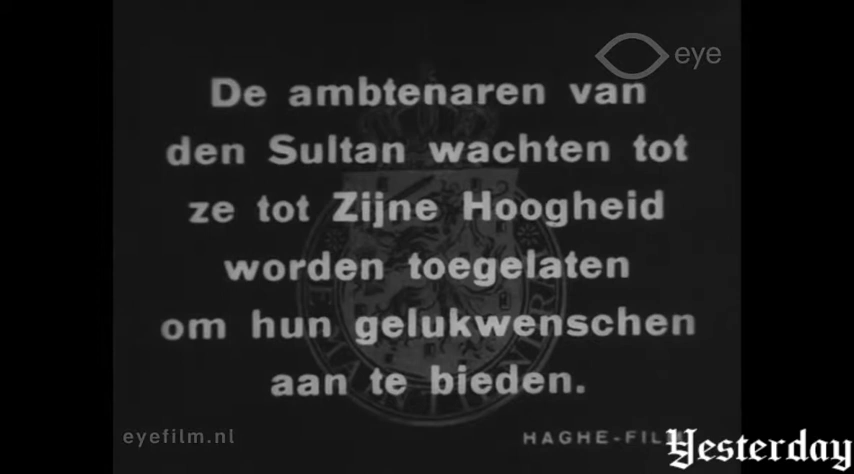 eye
De ambtenaren van
den Sultan wachten tot
ze tot Zijne Hoogheid
worden toegelaten
om hun gelukwenschen
aan te bieden.
eyefilm.nl
HAGHE-FIL
Yesterday